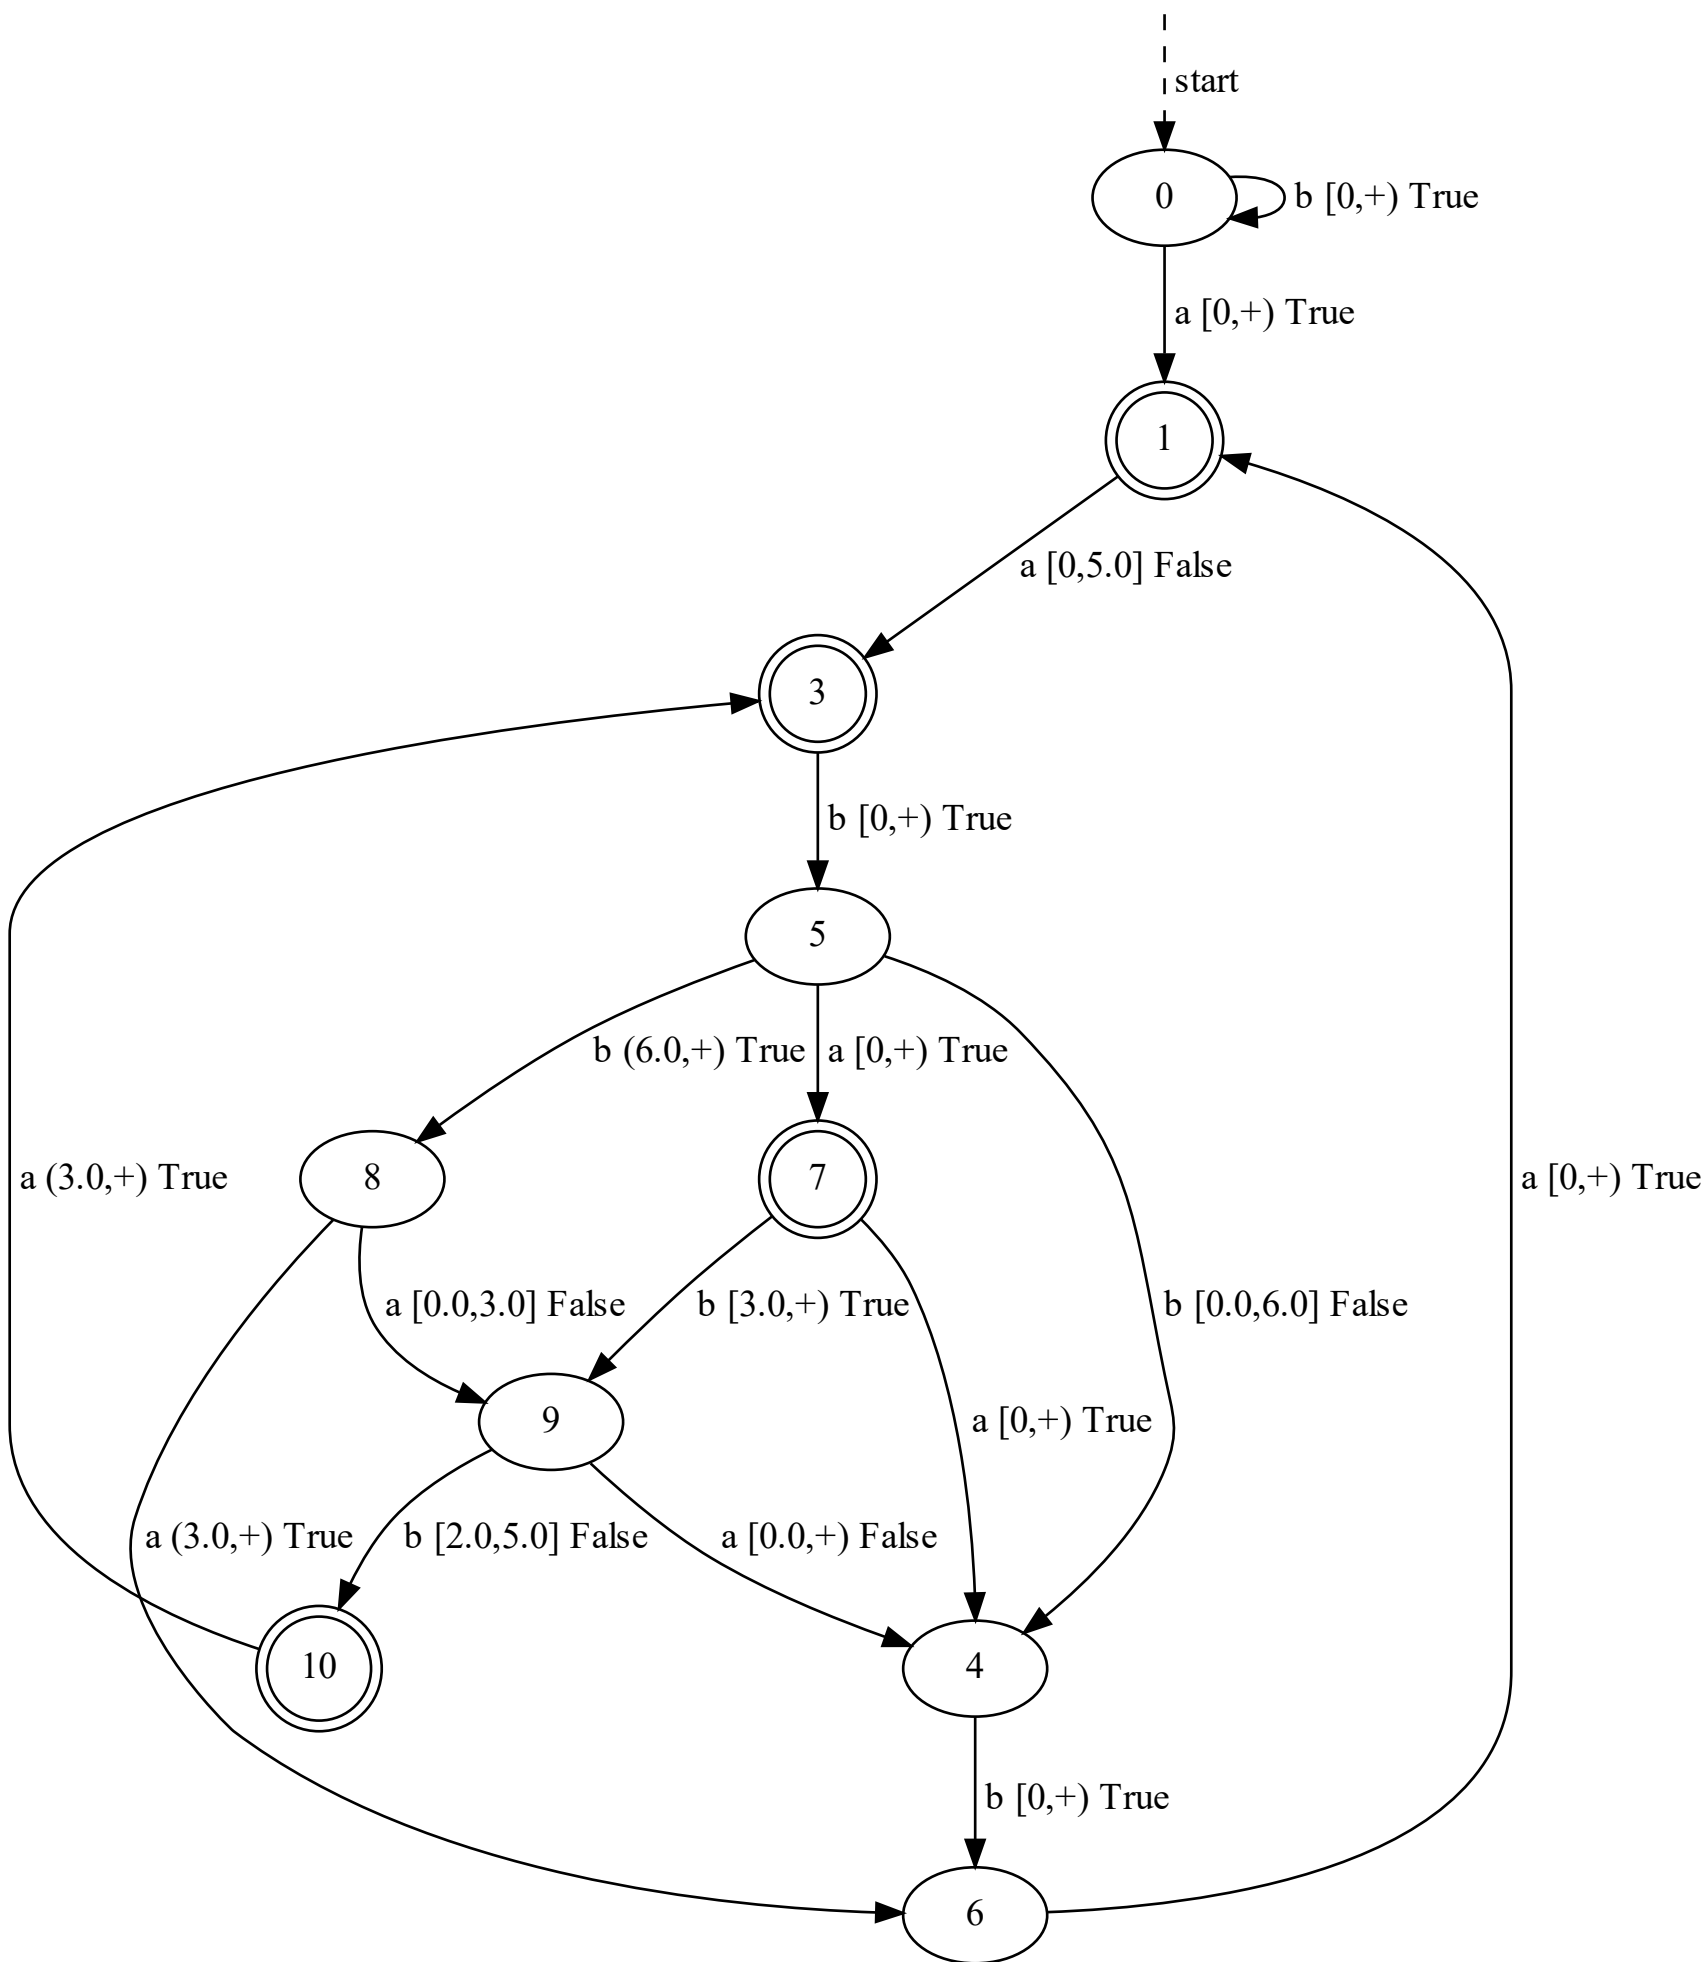 start
0
b [0,+) True
a [0,+) True
1
a [0,5.0] False
3
b [0,+) True
5
b (6.0,+) True
a [0,+) True
a (3.0,+) True
8
7
a [0,+) True
a [0.0,3.0] False
b [3.0,+) True
b [0.0,6.0] False
9
a [0,+) True
a (3.0,+) True
b [2.0,5.0] False
a [0.0,+) False
10
4
b [0,+) True
6